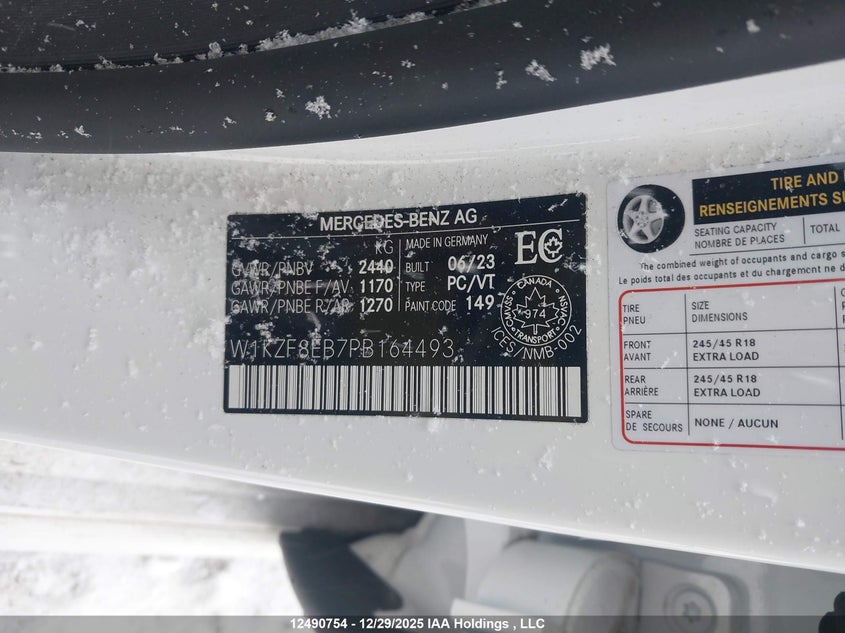 MERCEDES-BENZ AG
KG
GVWR/PNBV 2440
GAWR/PNBE F/AV. 1170
GAWR/PNBE R/AR. 1270
MADE IN GERMANY
BUILT 06/23
TYPE PC/VT
PAINT CODE 149
EC
CANADA
CMVSS NSVAC
974
TRANSPORT
ICES/NMB-002
W1KZF8EB7PB164493
TIRE AND
RENSEIGNEMENTS
SEATING CAPACITY
NOMBRE DE PLACES
TOTAL
The combined weight of occupants and cargo
Le poids total des occupants et du chargement ne
TIRE
PNEU
SIZE
DIMENSIONS
FRONT
AVANT
245/45 R18
EXTRA LOAD
REAR
ARRIÈRE
245/45 R18
EXTRA LOAD
SPARE
DE SECOURS
NONE / AUCUN
12490754 - 12/29/2025 IAA Holdings , LLC